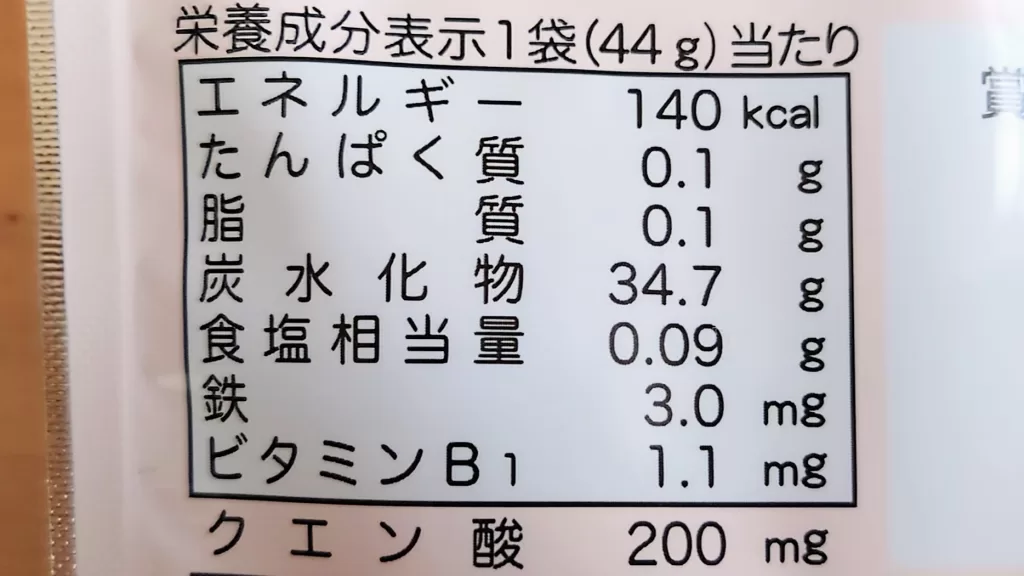 栄養成分表示1袋(44g)当たり
エネルギー 140 kcal
たんぱく質 0.1 g
脂質 0.1 g
炭水化物 34.7 g
食塩相当量 0.09 g
鉄 3.0 mg
ビタミンB1 1.1 mg
クエン酸 200 mg
賞